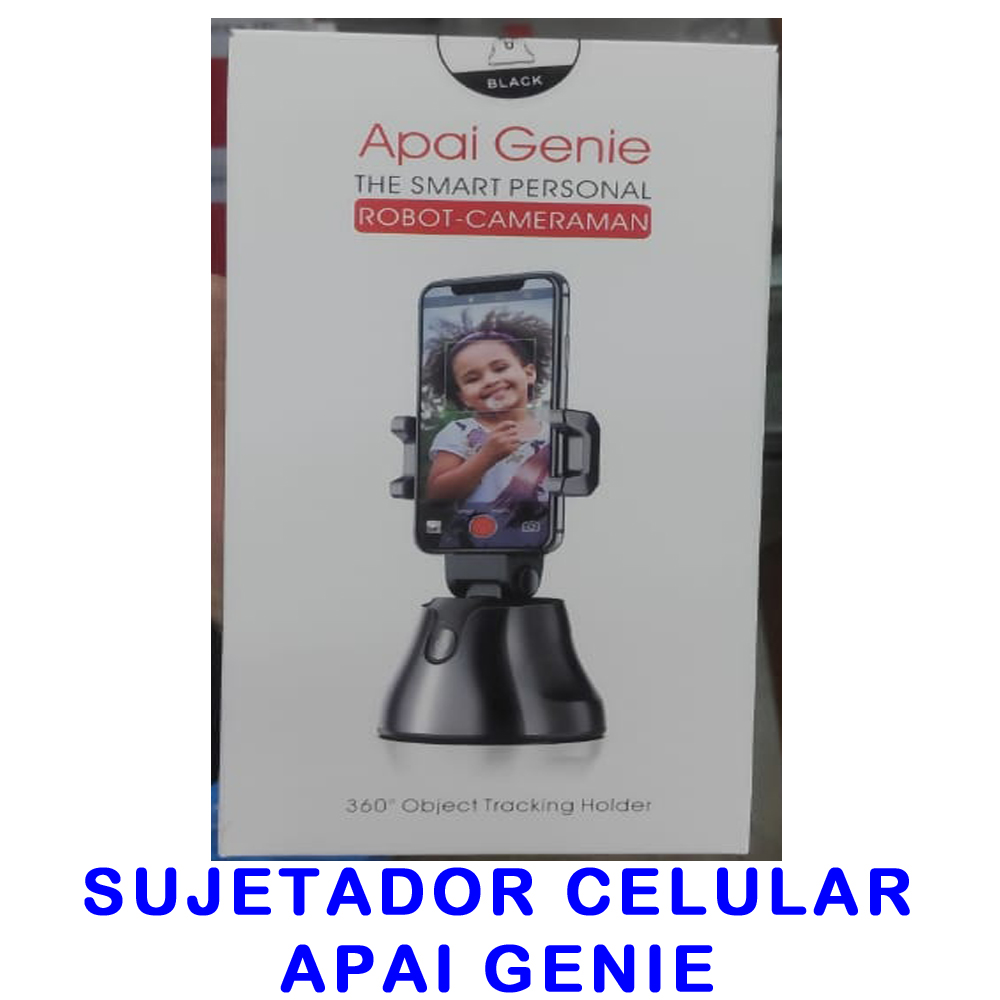 BLACK
Apai Genie
THE SMART PERSONAL
ROBOT-CAMERAMAN
360° Object Tracking Holder
SUJETADOR CELULAR
APAI GENIE